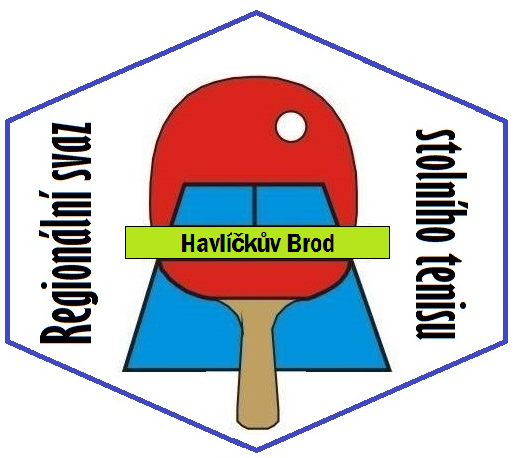 Regionální svaz
Havlíčkův Brod
stolního tenisu